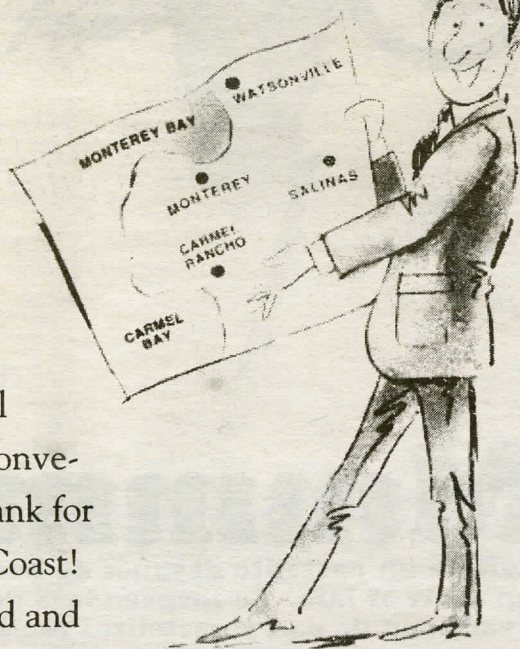 WATSONVILLE
MONTEREY BAY
MONTEREY
SALINAS
CARMEL
RANCHO
CARMEL
BAY
l
onve-
ank for
Coast!
d and